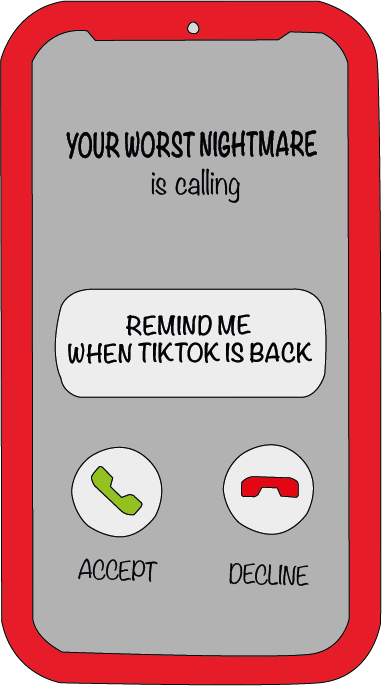 YOUR WORST NIGHTMARE
is calling
REMIND ME
WHEN TIKTOK IS BACK
ACCEPT
DECLINE